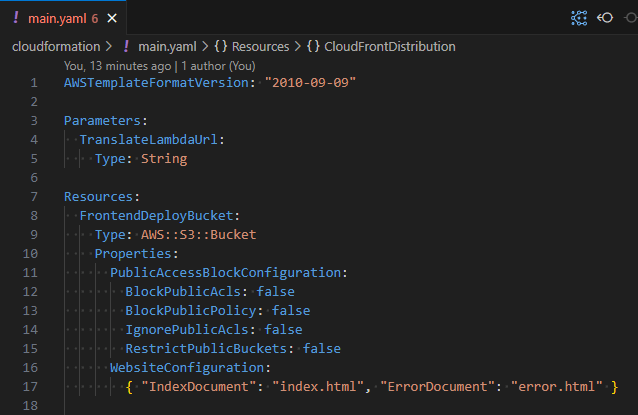 ! main.yaml 6 ×
cloudformation > ! main.yaml > {} Resources > {} CloudFrontDistribution
You, 13 minutes ago | 1 author (You)
1 AWSTemplateFormatVersion: "2010-09-09"
2
3 Parameters:
4   TranslateLambdaUrl:
5     Type: String
6
7 Resources:
8   FrontendDeployBucket:
9     Type: AWS::S3::Bucket
10     Properties:
11       PublicAccessBlockConfiguration:
12         BlockPublicAcls: false
13         BlockPublicPolicy: false
14         IgnorePublicAcls: false
15         RestrictPublicBuckets: false
16       WebsiteConfiguration:
17         { "IndexDocument": "index.html", "ErrorDocument": "error.html" }
18